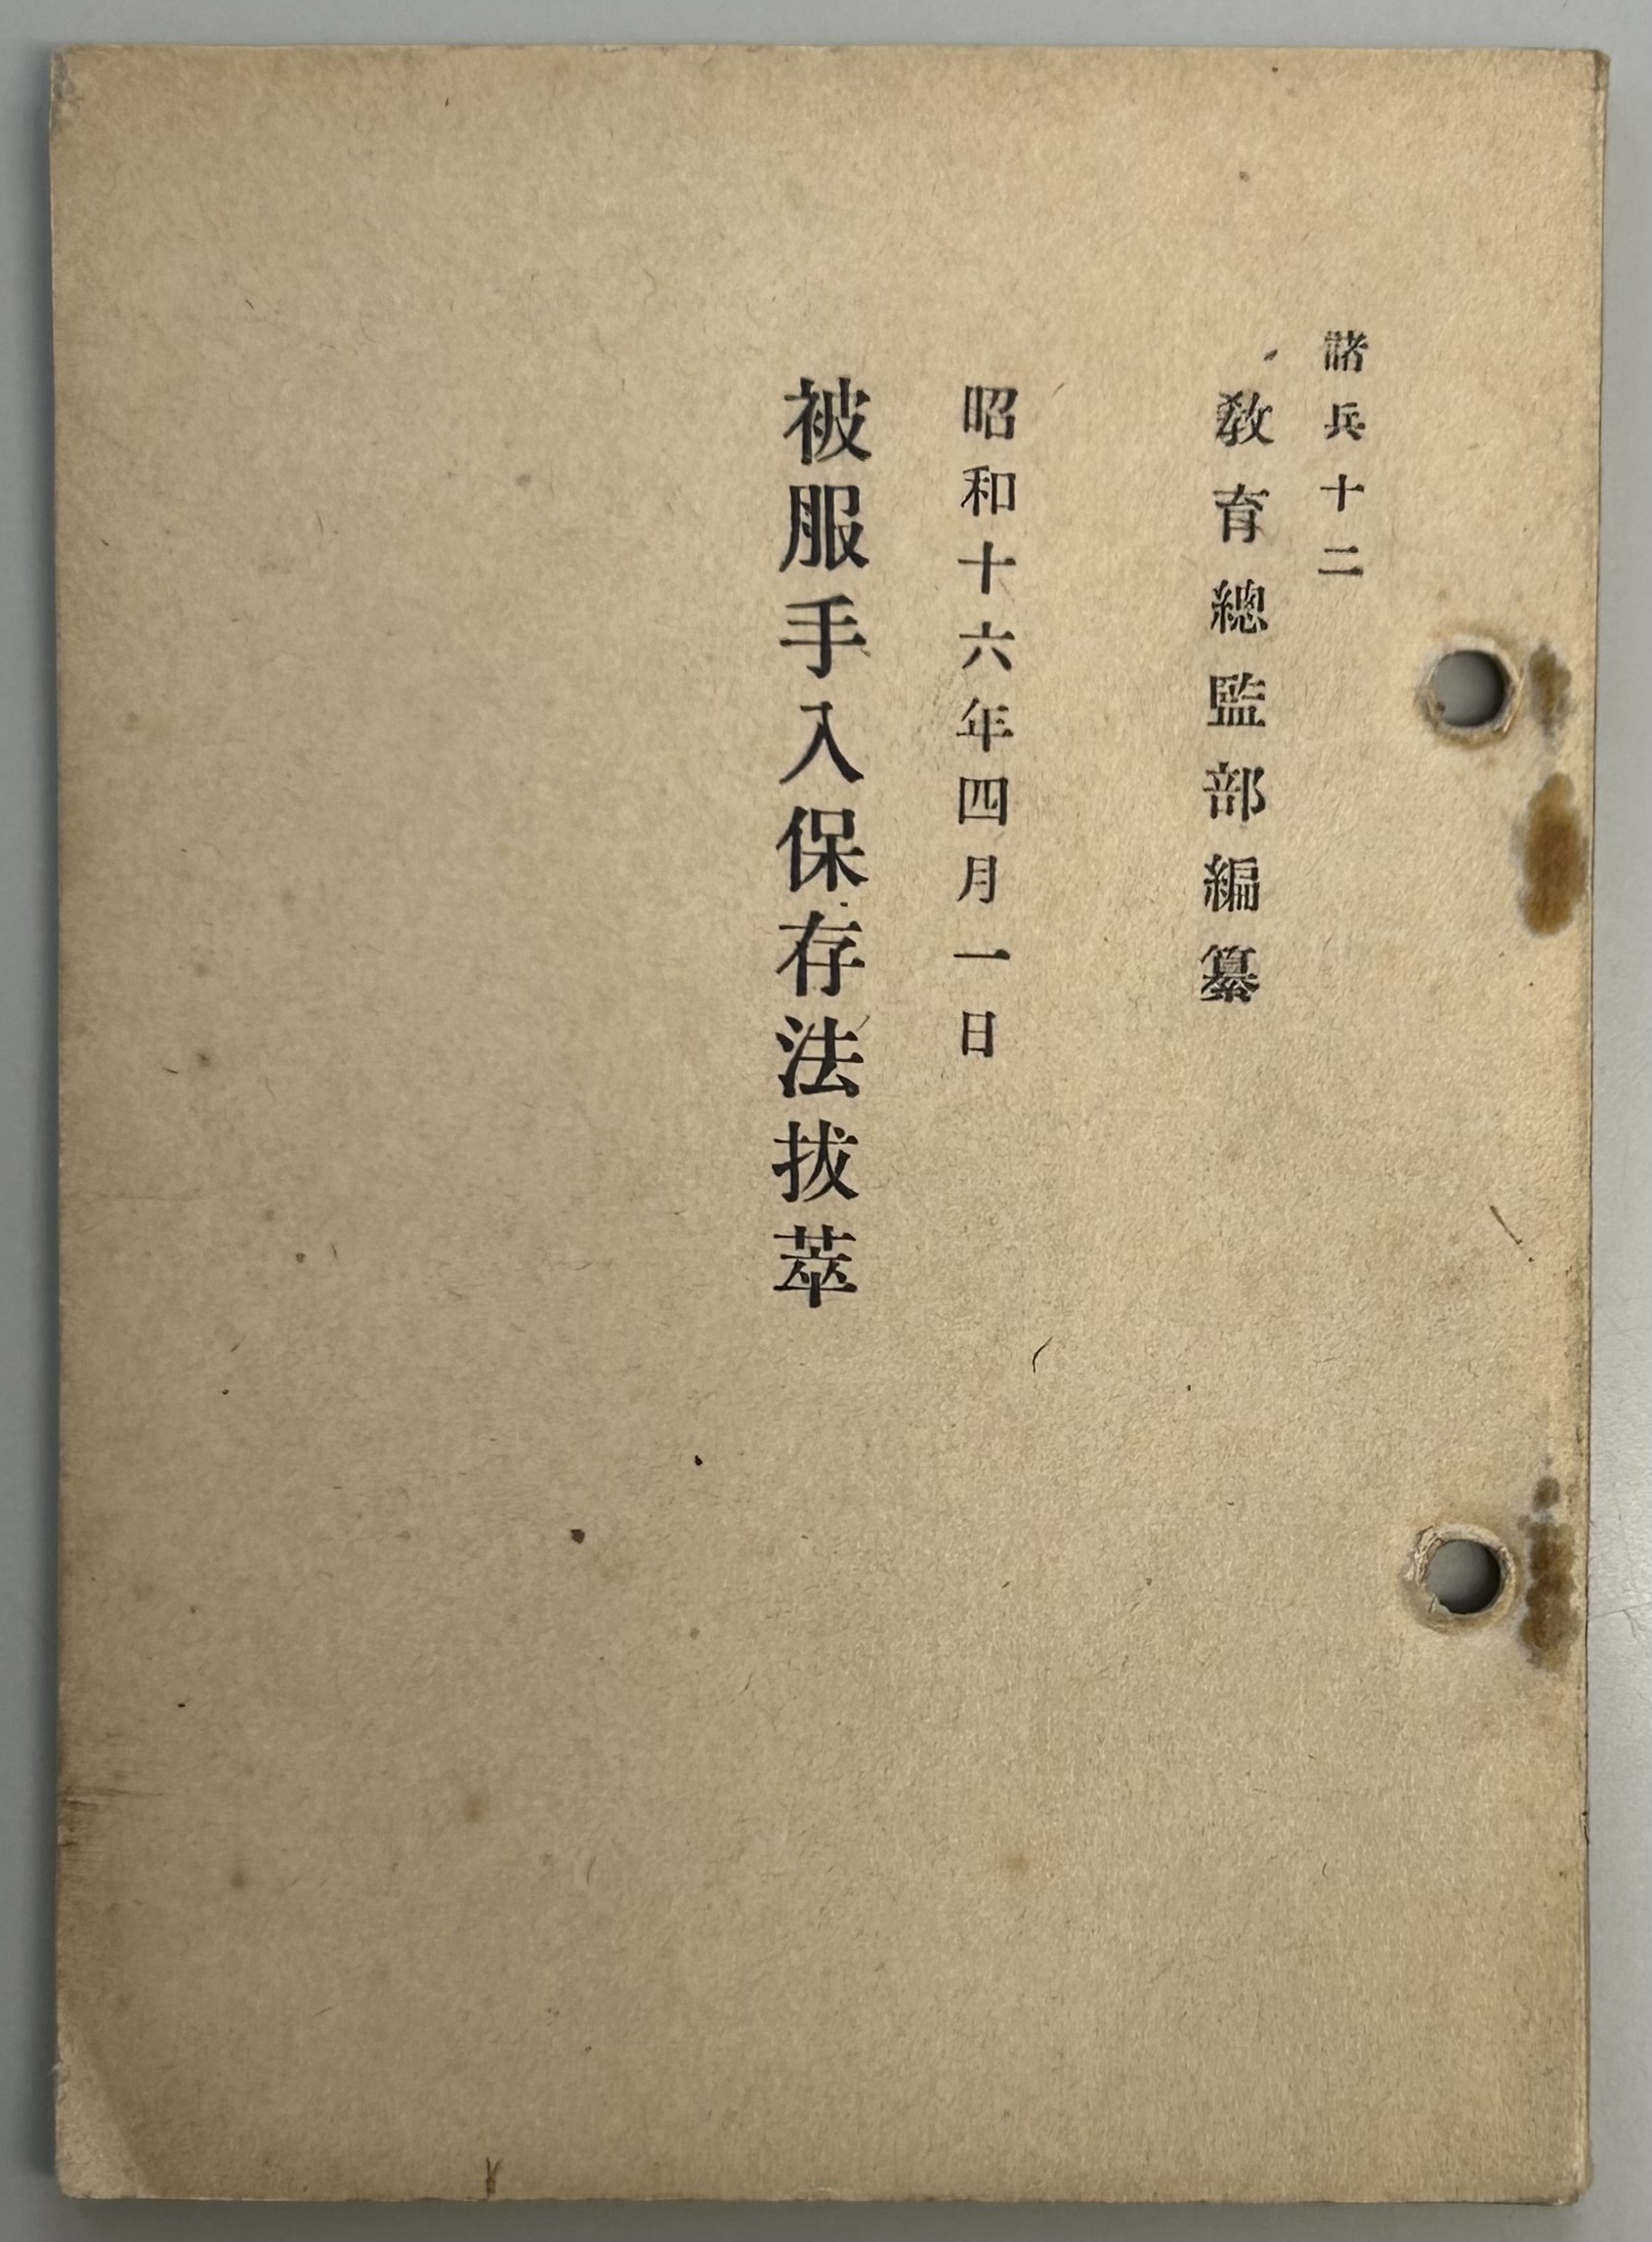 諸兵十二
教育總監部編纂
昭和十六年四月一日
被服手入保存法拔萃